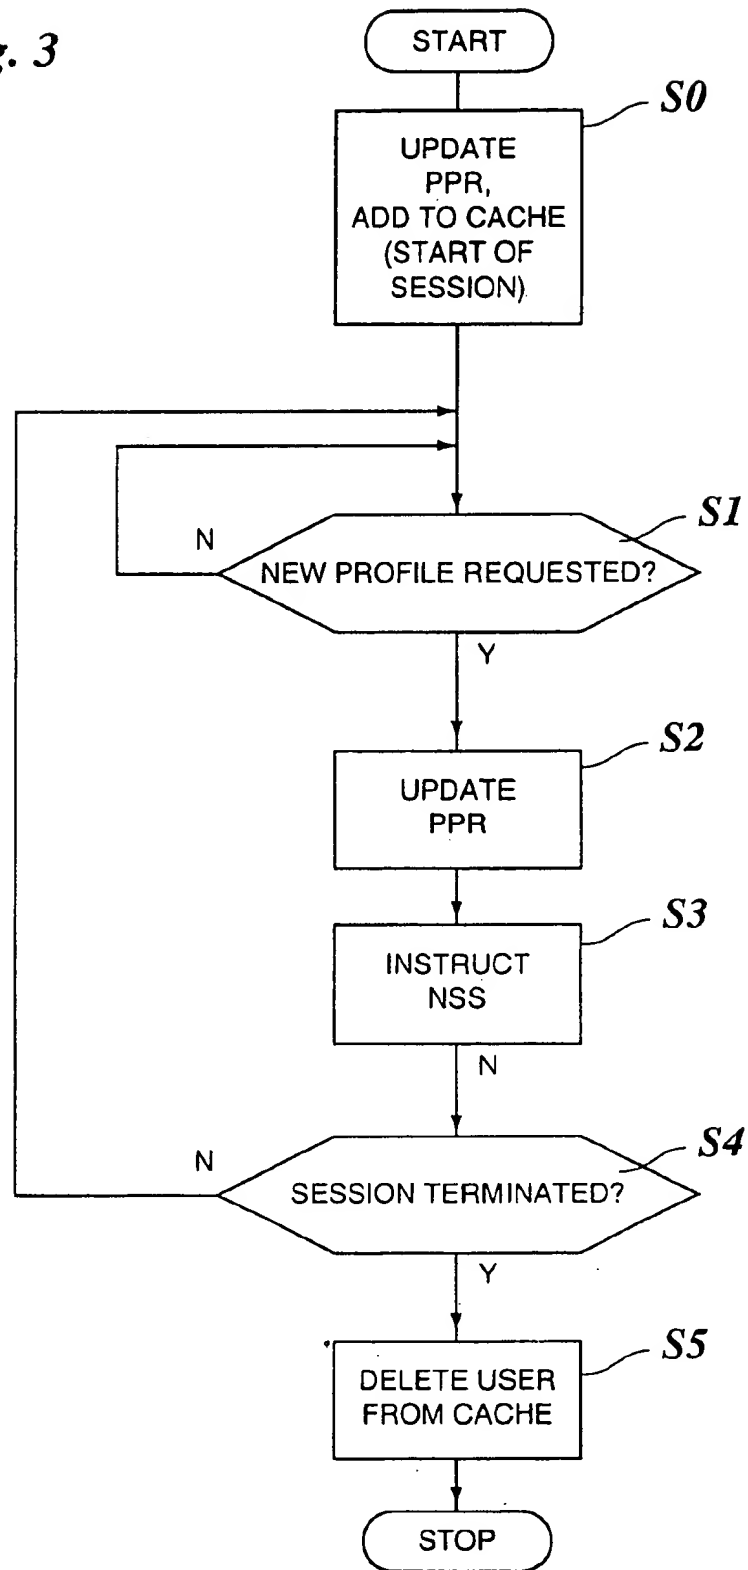 g. 3
START
S0
UPDATE
PPR,
ADD TO CACHE
(START OF
SESSION)
S1
N
NEW PROFILE REQUESTED?
Y
S2
UPDATE
PPR
S3
INSTRUCT
NSS
N
S4
N
SESSION TERMINATED?
Y
S5
DELETE USER
FROM CACHE
STOP